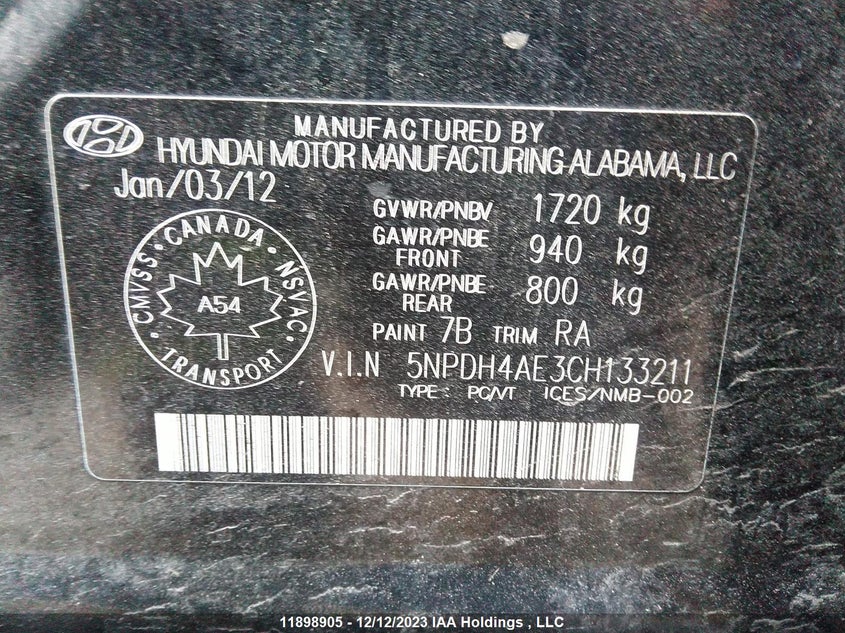 MANUFACTURED BY
HYUNDAI MOTOR MANUFACTURING ALABAMA, LLC
Jan/03/12
GVWR/PNBV 1720 kg
GAWR/PNBE FRONT 940 kg
GAWR/PNBE REAR 800 kg
CMVSS • CANADA • NSVAC • TRANSPORT •
A54
PAINT 7B TRIM RA
V.I.N 5NPDH4AE3CH133211
TYPE: PC/VT ICES/NMB-002
11898905 - 12/12/2023 IAA Holdings , LLC